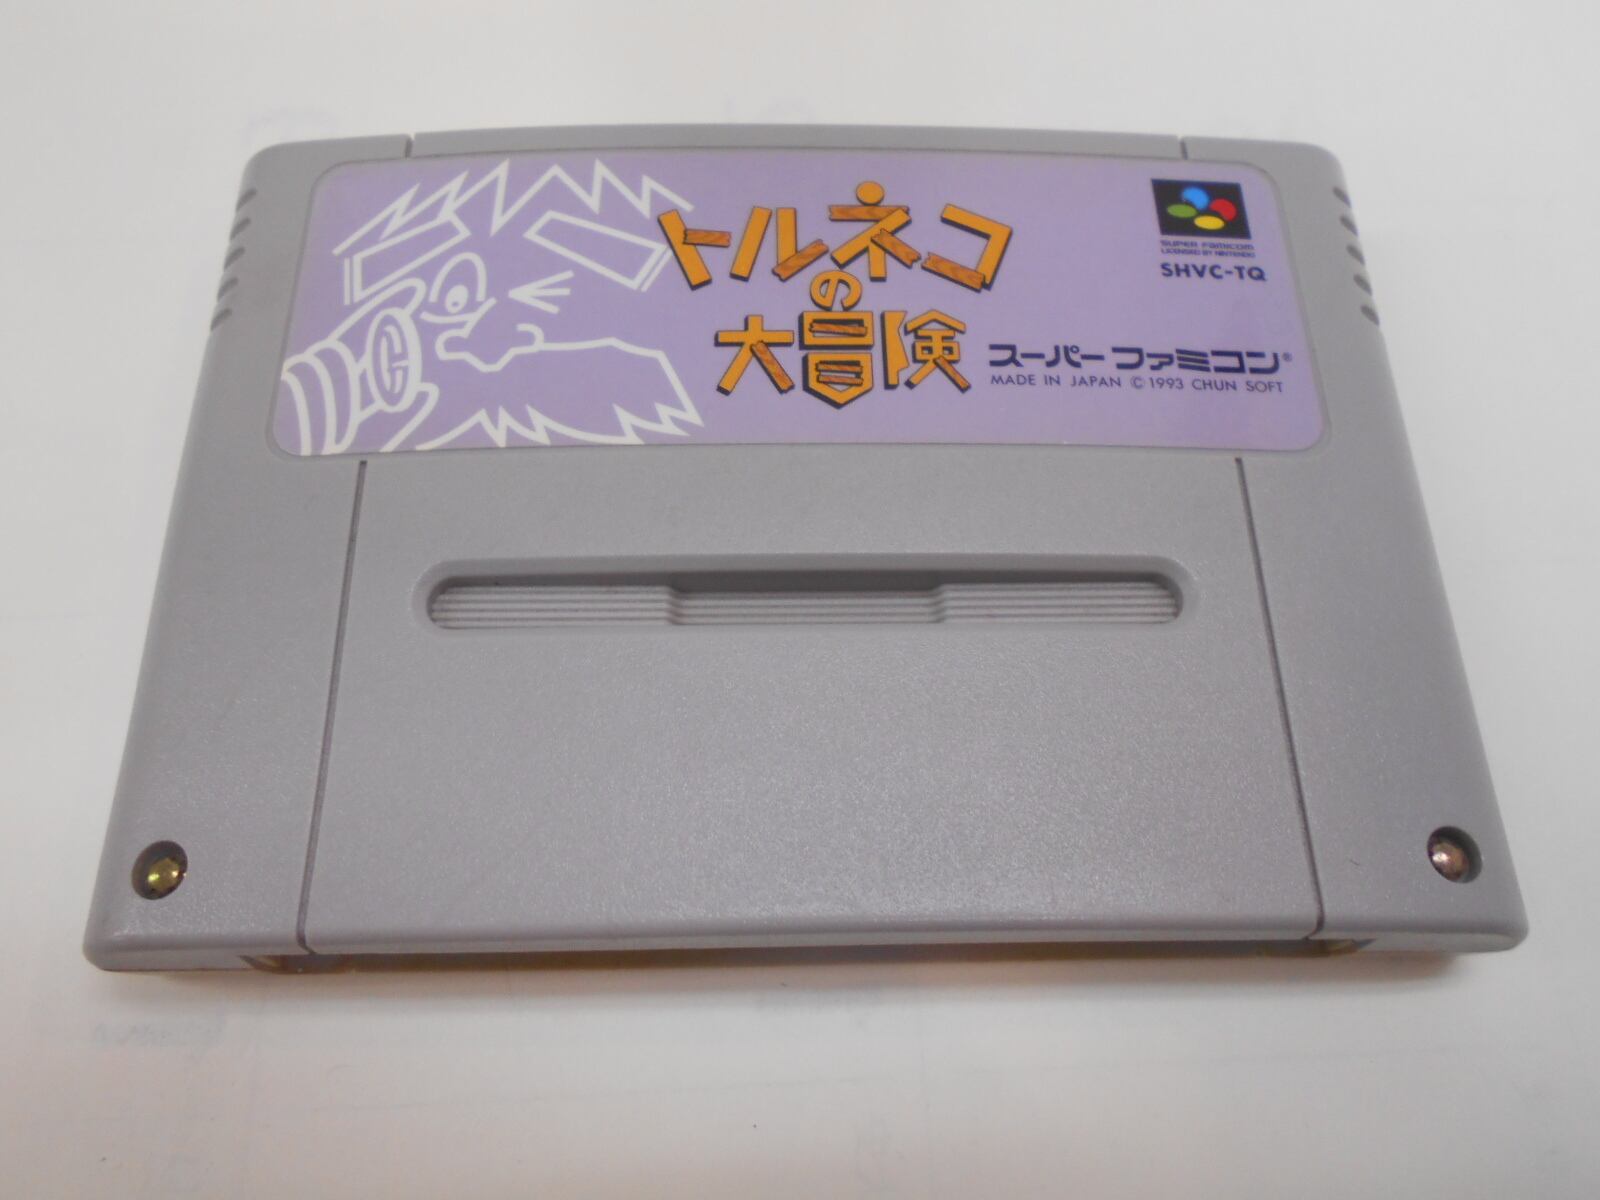 トルネコ
の
大冒険
SUPER FAMICOM
LICENSED BY NINTENDO
SHVC-TQ
スーパーファミコン®
MADE IN JAPAN © 1993 CHUN SOFT